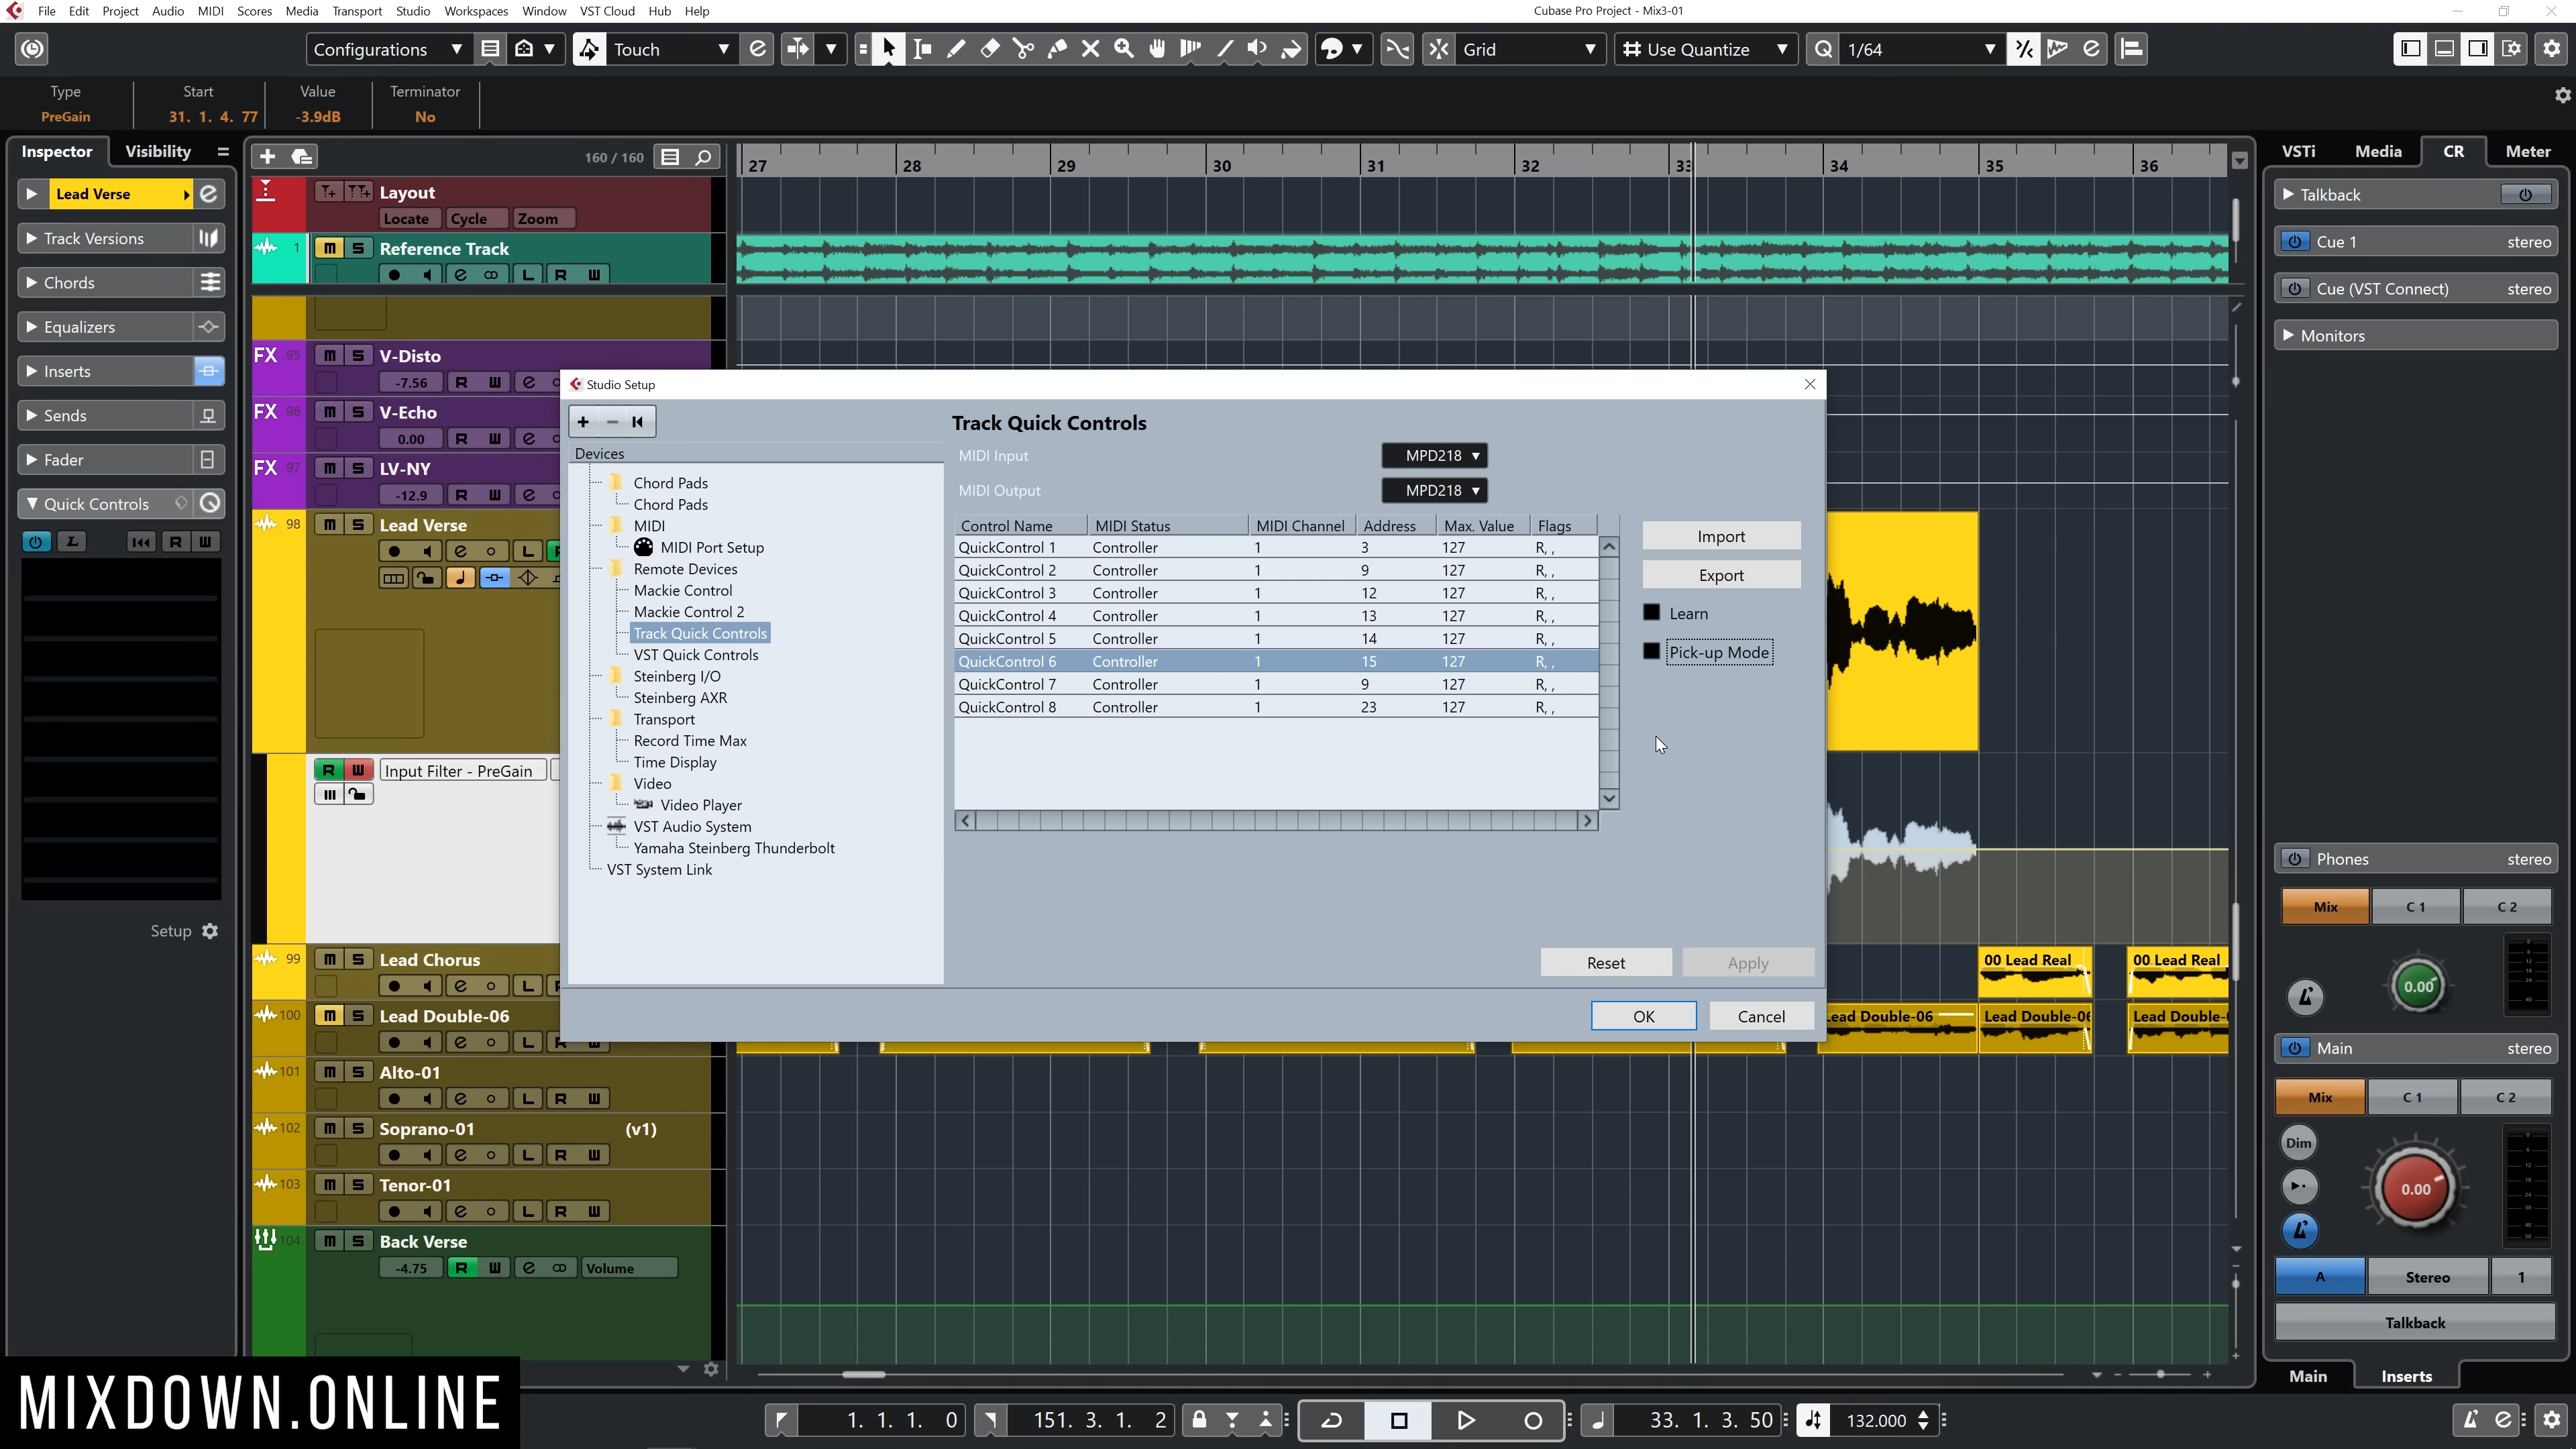 File Edit Project Audio MIDI Scores Media Transport Studio Workspaces Window VST Cloud Hub Help
Cubase Pro Project - Mix3-01
Configurations Touch Grid Use Quantize 1/64
Type Start Value Terminator
PreGain 31. 1. 4. 77 -3.9dB No
Inspector Visibility
160 / 160
27 28 29 30 31 32 33 34 35 36
VSTi Media CR Meter
Lead Verse
Track Versions
Chords
Equalizers
Inserts
Sends
Fader
Quick Controls
L R W
Setup
Layout
Locate Cycle Zoom
1 m S Reference Track
L R W
FX 95 m S V-Disto
-7.56 R W e
FX 96 m S V-Echo
0.00 R W e
FX 97 m S LV-NY
-12.9 R W e
98 m S Lead Verse
L
R W Input Filter - PreGain
99 m S Lead Chorus
L
100 m S Lead Double-06
L R W
101 m S Alto-01
L R W
102 m S Soprano-01 (v1)
L R W
103 m S Tenor-01
L R W
104 m S Back Verse
-4.75 R W e Volume
Studio Setup
Devices
Chord Pads
Chord Pads
MIDI
MIDI Port Setup
Remote Devices
Mackie Control
Mackie Control 2
Track Quick Controls
VST Quick Controls
Steinberg I/O
Steinberg AXR
Transport
Record Time Max
Time Display
Video
Video Player
VST Audio System
Yamaha Steinberg Thunderbolt
VST System Link
Track Quick Controls
MIDI Input MPD218
MIDI Output MPD218
Control Name MIDI Status MIDI Channel Address Max. Value Flags
QuickControl 1 Controller 1 3 127 R, ,
QuickControl 2 Controller 1 9 127 R, ,
QuickControl 3 Controller 1 12 127 R, ,
QuickControl 4 Controller 1 13 127 R, ,
QuickControl 5 Controller 1 14 127 R, ,
QuickControl 6 Controller 1 15 127 R, ,
QuickControl 7 Controller 1 9 127 R, ,
QuickControl 8 Controller 1 23 127 R, ,
Import
Export
Learn
Pick-up Mode
Reset Apply
OK Cancel
00 Lead Real 00 Lead Real
Lead Double-06 Lead Double-06 Lead Double-
Talkback
Cue 1 stereo
Cue (VST Connect) stereo
Monitors
Phones stereo
Mix C 1 C 2
0.00
Main stereo
Mix C 1 C 2
Dim
0.00
A Stereo 1
Talkback
Main Inserts
MIXDOWN.ONLINE
1. 1. 1. 0 151. 3. 1. 2 33. 1. 3. 50 132.000